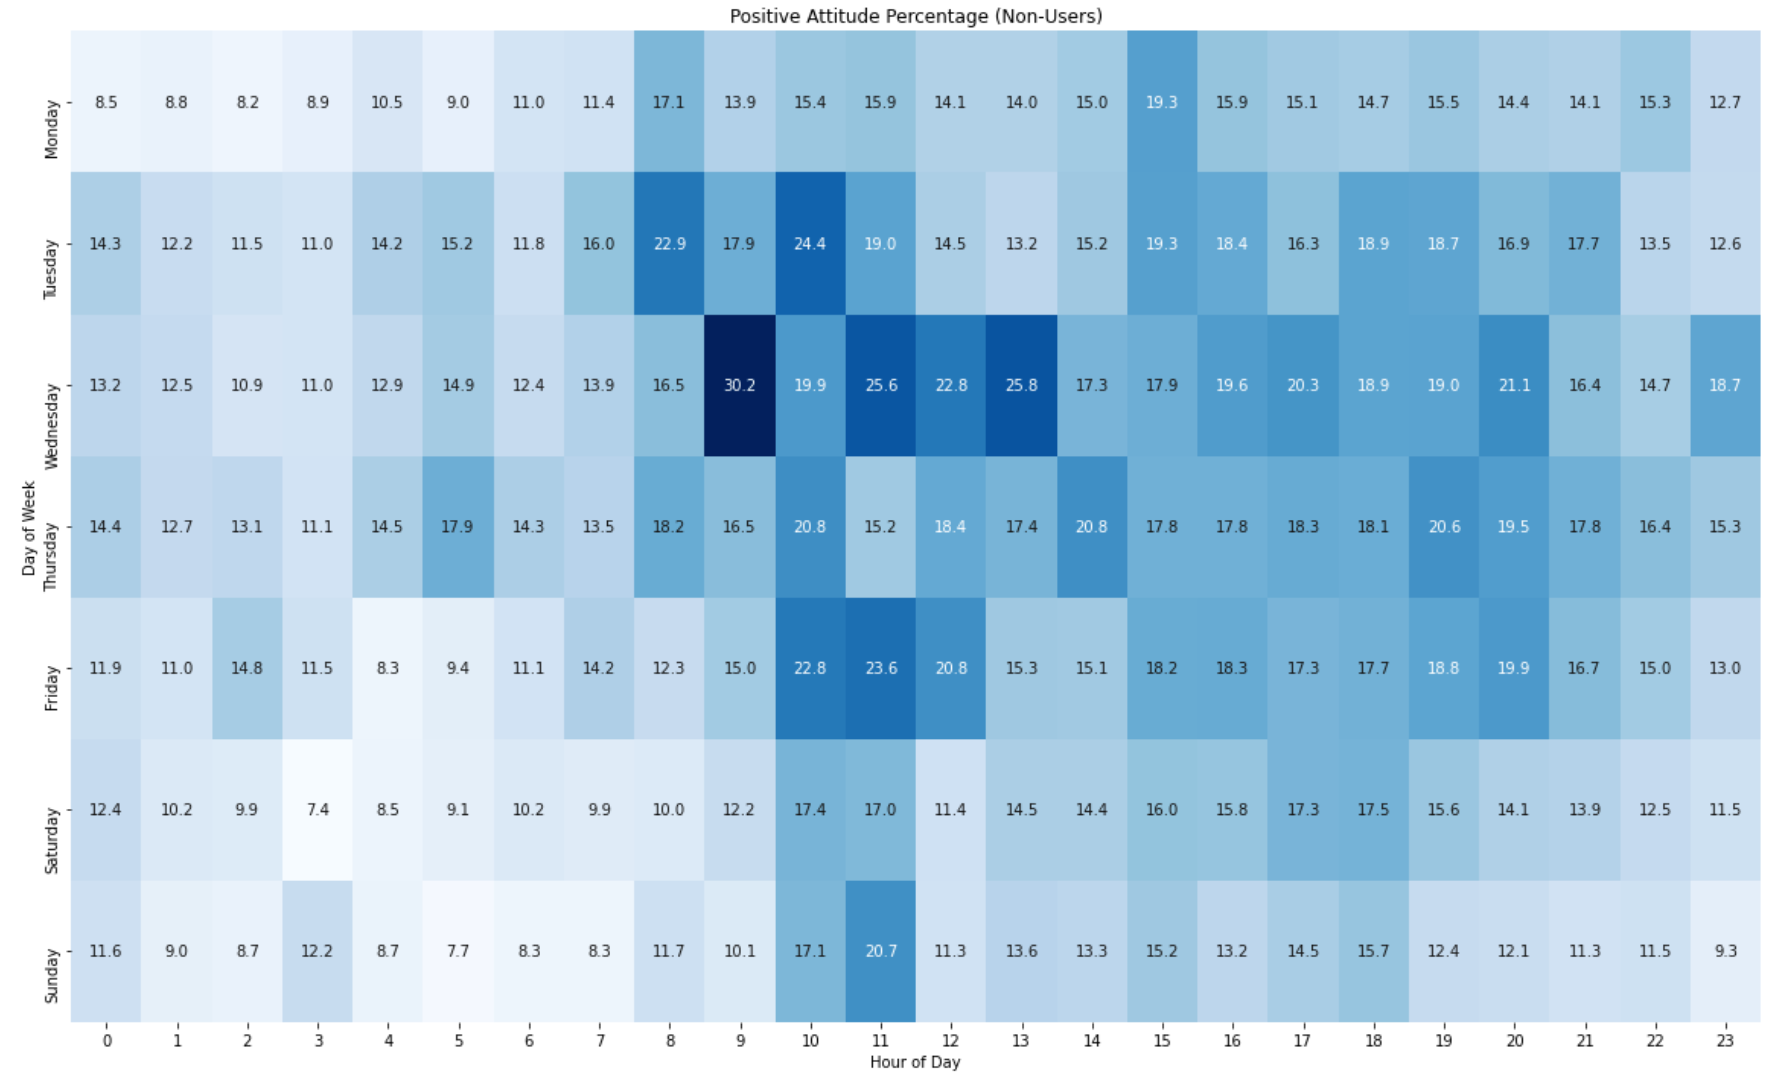 Positive Attitude Percentage (Non-Users)
Monday 8.5 8.8 8.2 8.9 10.5 9.0 11.0 11.4 17.1 13.9 15.4 15.9 14.1 14.0 15.0 19.3 15.9 15.1 14.7 15.5 14.4 14.1 15.3 12.7
Tuesday 14.3 12.2 11.5 11.0 14.2 15.2 11.8 16.0 22.9 17.9 24.4 19.0 14.5 13.2 15.2 19.3 18.4 16.3 18.9 18.7 16.9 17.7 13.5 12.6
Wednesday 13.2 12.5 10.9 11.0 12.9 14.9 12.4 13.9 16.5 30.2 19.9 25.6 22.8 25.8 17.3 17.9 19.6 20.3 18.9 19.0 21.1 16.4 14.7 18.7
Day of Week
Thursday 14.4 12.7 13.1 11.1 14.5 17.9 14.3 13.5 18.2 16.5 20.8 15.2 18.4 17.4 20.8 17.8 17.8 18.3 18.1 20.6 19.5 17.8 16.4 15.3
Friday 11.9 11.0 14.8 11.5 8.3 9.4 11.1 14.2 12.3 15.0 22.8 23.6 20.8 15.3 15.1 18.2 18.3 17.3 17.7 18.8 19.9 16.7 15.0 13.0
Saturday 12.4 10.2 9.9 7.4 8.5 9.1 10.2 9.9 10.0 12.2 17.4 17.0 11.4 14.5 14.4 16.0 15.8 17.3 17.5 15.6 14.1 13.9 12.5 11.5
Sunday 11.6 9.0 8.7 12.2 8.7 7.7 8.3 8.3 11.7 10.1 17.1 20.7 11.3 13.6 13.3 15.2 13.2 14.5 15.7 12.4 12.1 11.3 11.5 9.3
0 1 2 3 4 5 6 7 8 9 10 11 12 13 14 15 16 17 18 19 20 21 22 23
Hour of Day